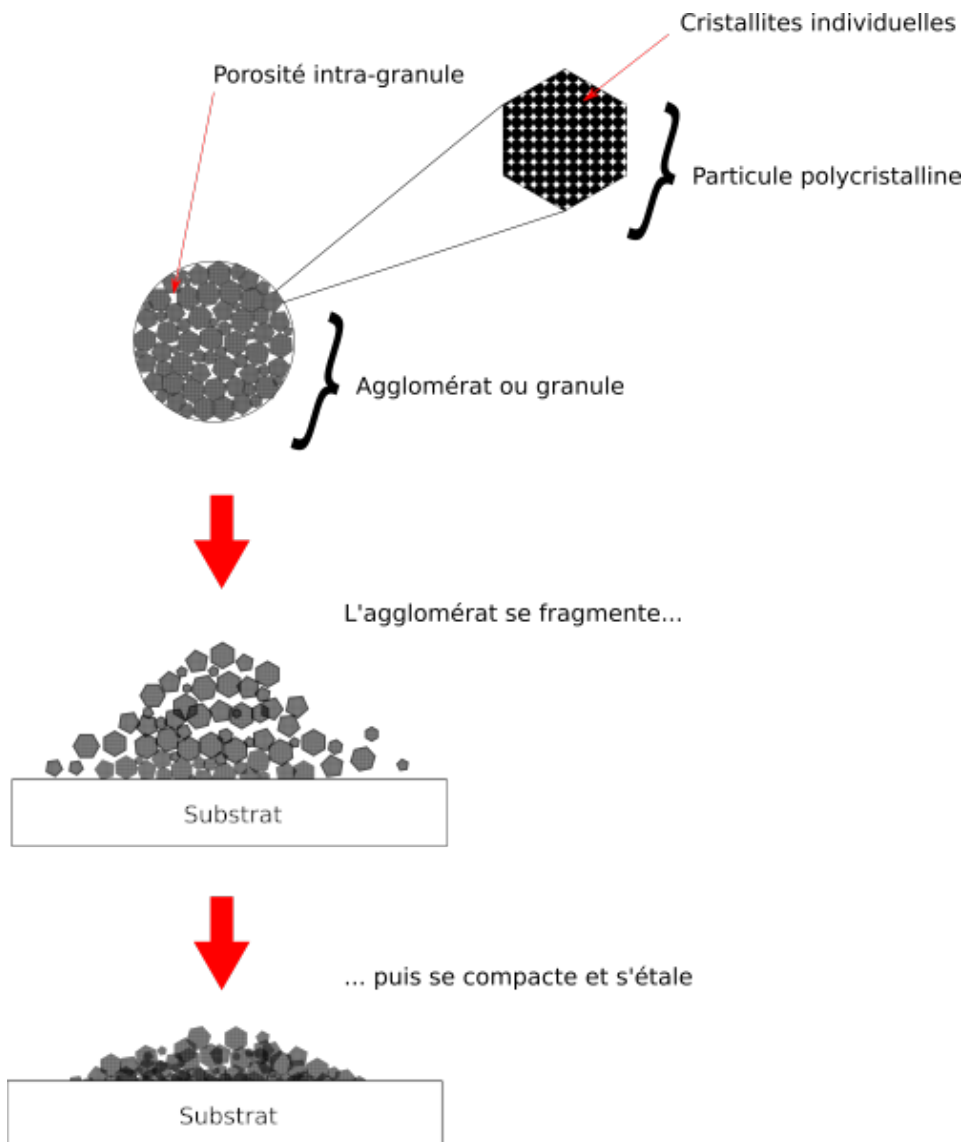 Cristallites individuelles
Porosité intra-granule
Particule polycristalline
Agglomérat ou granule
L'agglomérat se fragmente...
Substrat
... puis se compacte et s'étale
Substrat